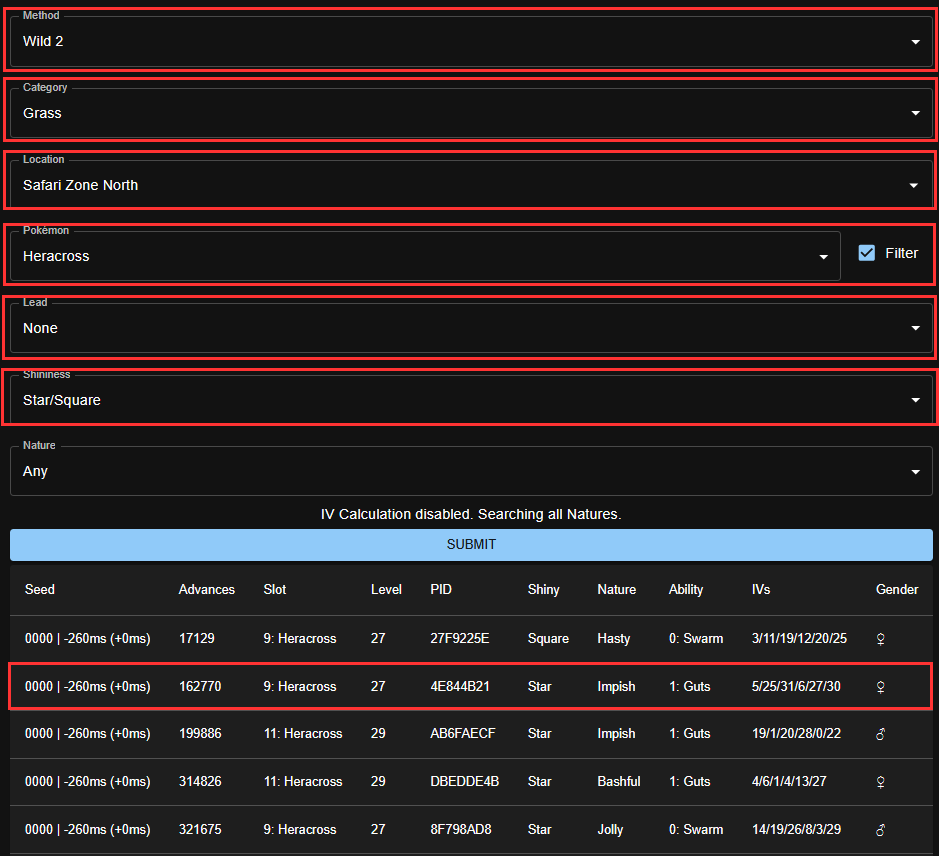 Method
Wild 2
Category
Grass
Location
Safari Zone North
Pokémon
Heracross
Filter
Lead
None
Shininess
Star/Square
Nature
Any
IV Calculation disabled. Searching all Natures.
SUBMIT
Seed Advances Slot Level PID Shiny Nature Ability IVs Gender
0000 | -260ms (+0ms) 17129 9: Heracross 27 27F9225E Square Hasty 0: Swarm 3/11/19/12/20/25 ♀
0000 | -260ms (+0ms) 162770 9: Heracross 27 4E844B21 Star Impish 1: Guts 5/25/31/6/27/30 ♀
0000 | -260ms (+0ms) 199886 11: Heracross 29 AB6FAECF Star Impish 1: Guts 19/1/20/28/0/22 ♂
0000 | -260ms (+0ms) 314826 11: Heracross 29 DBEDDE4B Star Bashful 1: Guts 4/6/1/4/13/27 ♀
0000 | -260ms (+0ms) 321675 9: Heracross 27 8F798AD8 Star Jolly 0: Swarm 14/19/26/8/3/29 ♂